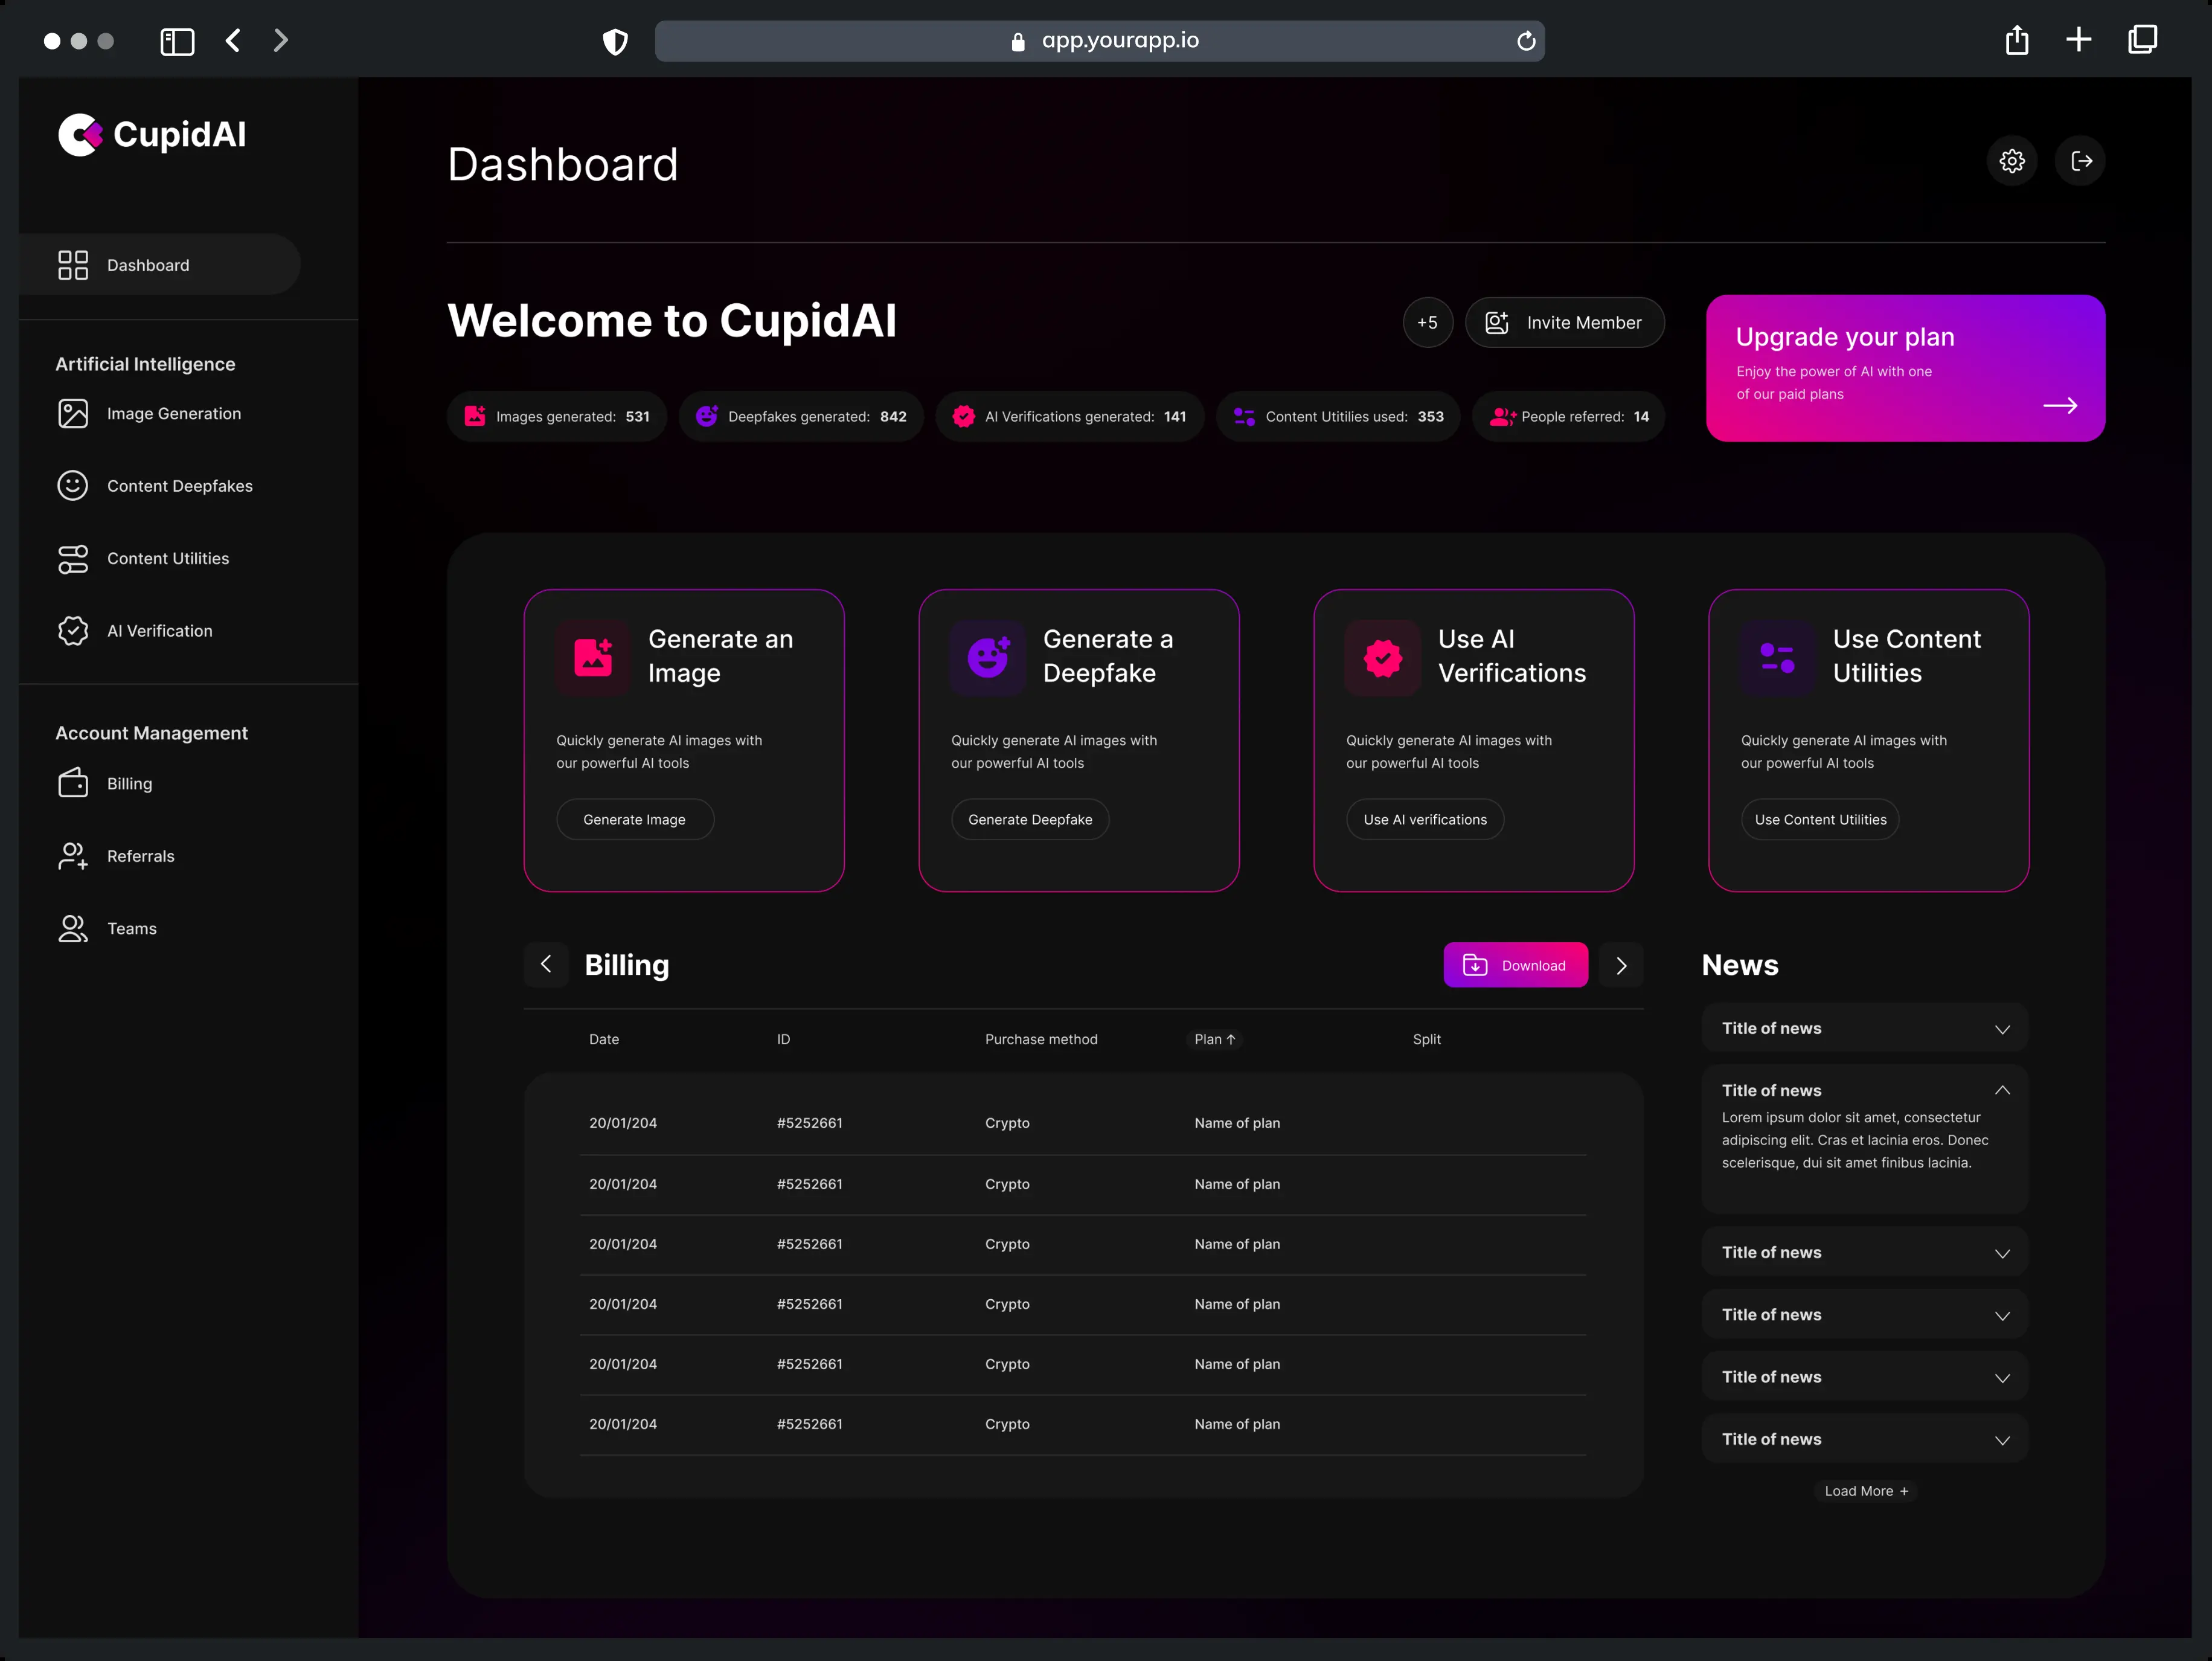 app.yourapp.io
CupidAI
Dashboard
Artificial Intelligence
Image Generation
Content Deepfakes
Content Utilities
AI Verification
Account Management
Billing
Referrals
Teams
Dashboard
Welcome to CupidAI
+5
Invite Member
Images generated: 531
Deepfakes generated: 842
AI Verifications generated: 141
Content Utitilies used: 353
People referred: 14
Upgrade your plan
Enjoy the power of AI with one
of our paid plans
Generate an
Image
Quickly generate AI images with
our powerful AI tools
Generate Image
Generate a
Deepfake
Quickly generate AI images with
our powerful AI tools
Generate Deepfake
Use AI
Verifications
Quickly generate AI images with
our powerful AI tools
Use AI verifications
Use Content
Utilities
Quickly generate AI images with
our powerful AI tools
Use Content Utilities
Billing
Download
Date ID Purchase method Plan ↑ Split
20/01/204 #5252661 Crypto Name of plan
20/01/204 #5252661 Crypto Name of plan
20/01/204 #5252661 Crypto Name of plan
20/01/204 #5252661 Crypto Name of plan
20/01/204 #5252661 Crypto Name of plan
20/01/204 #5252661 Crypto Name of plan
News
Title of news
Title of news
Lorem ipsum dolor sit amet, consectetur
adipiscing elit. Cras et lacinia eros. Donec
scelerisque, dui sit amet finibus lacinia.
Title of news
Title of news
Title of news
Title of news
Load More +